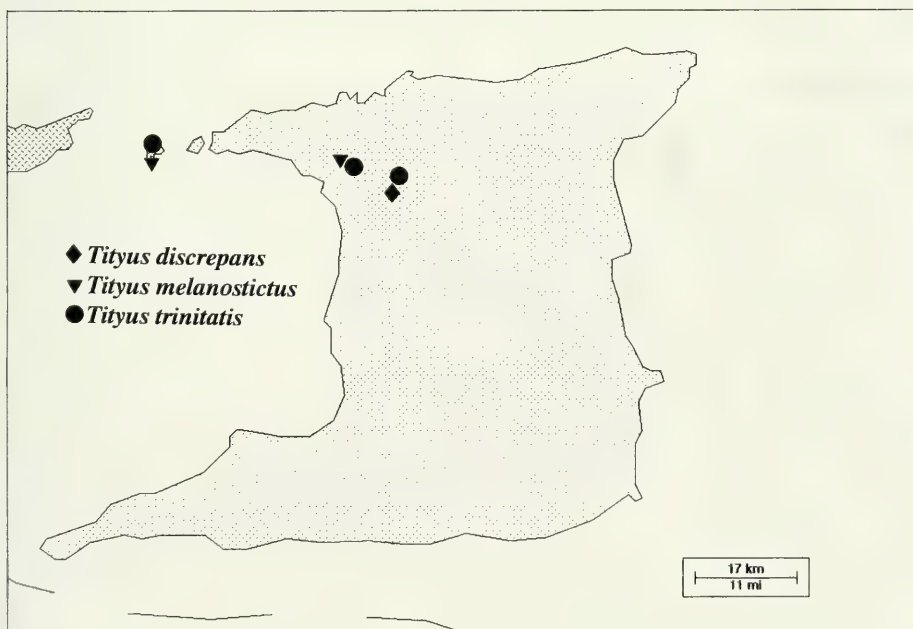 Tityus discrepans
Tityus melanostictus
Tityus trinitatis
17 km
11 mi